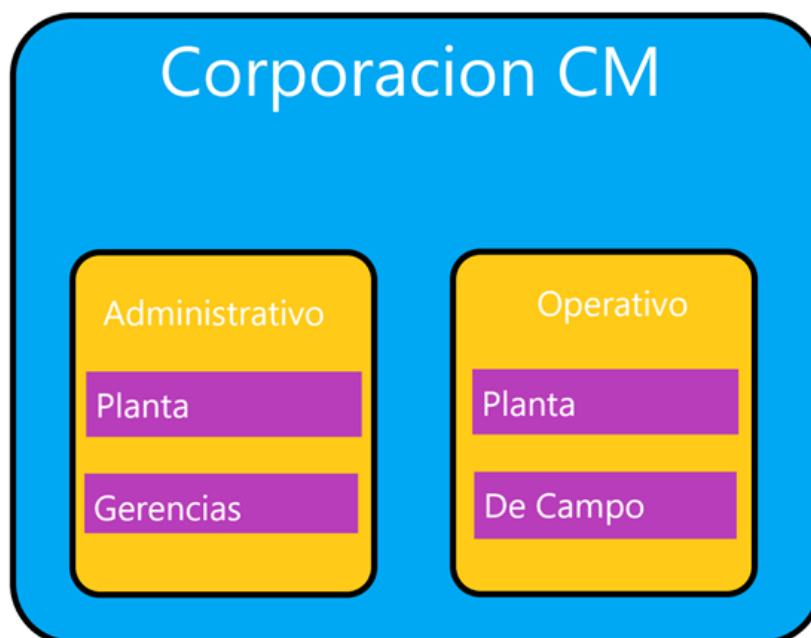 Corporacion CM
Administrativo
Planta
Gerencias
Operativo
Planta
De Campo